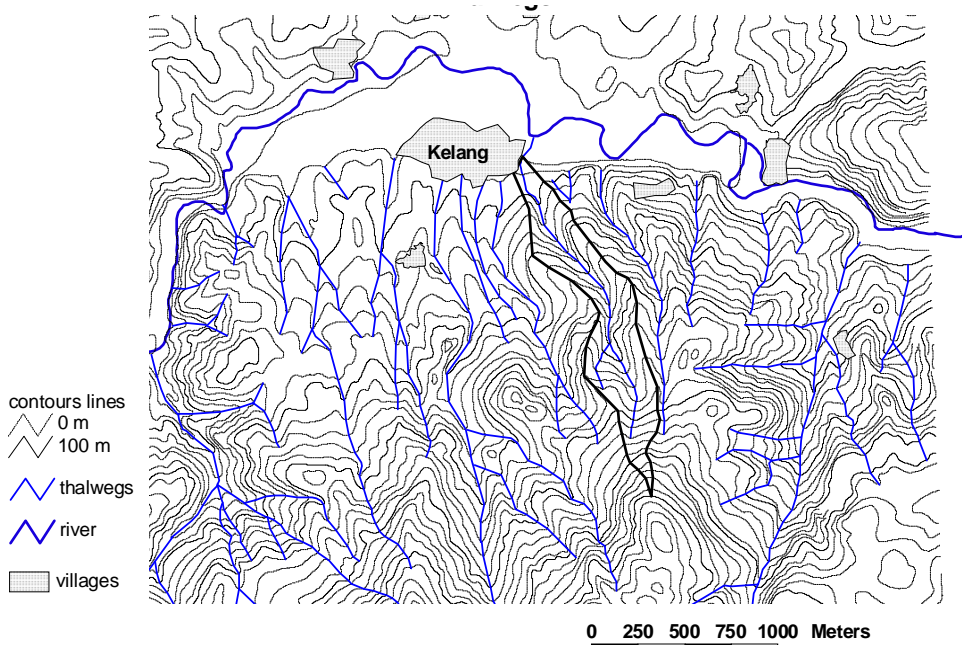 Kelang
contours lines
0 m
100 m
thalwegs
river
villages
0 250 500 750 1000 Meters